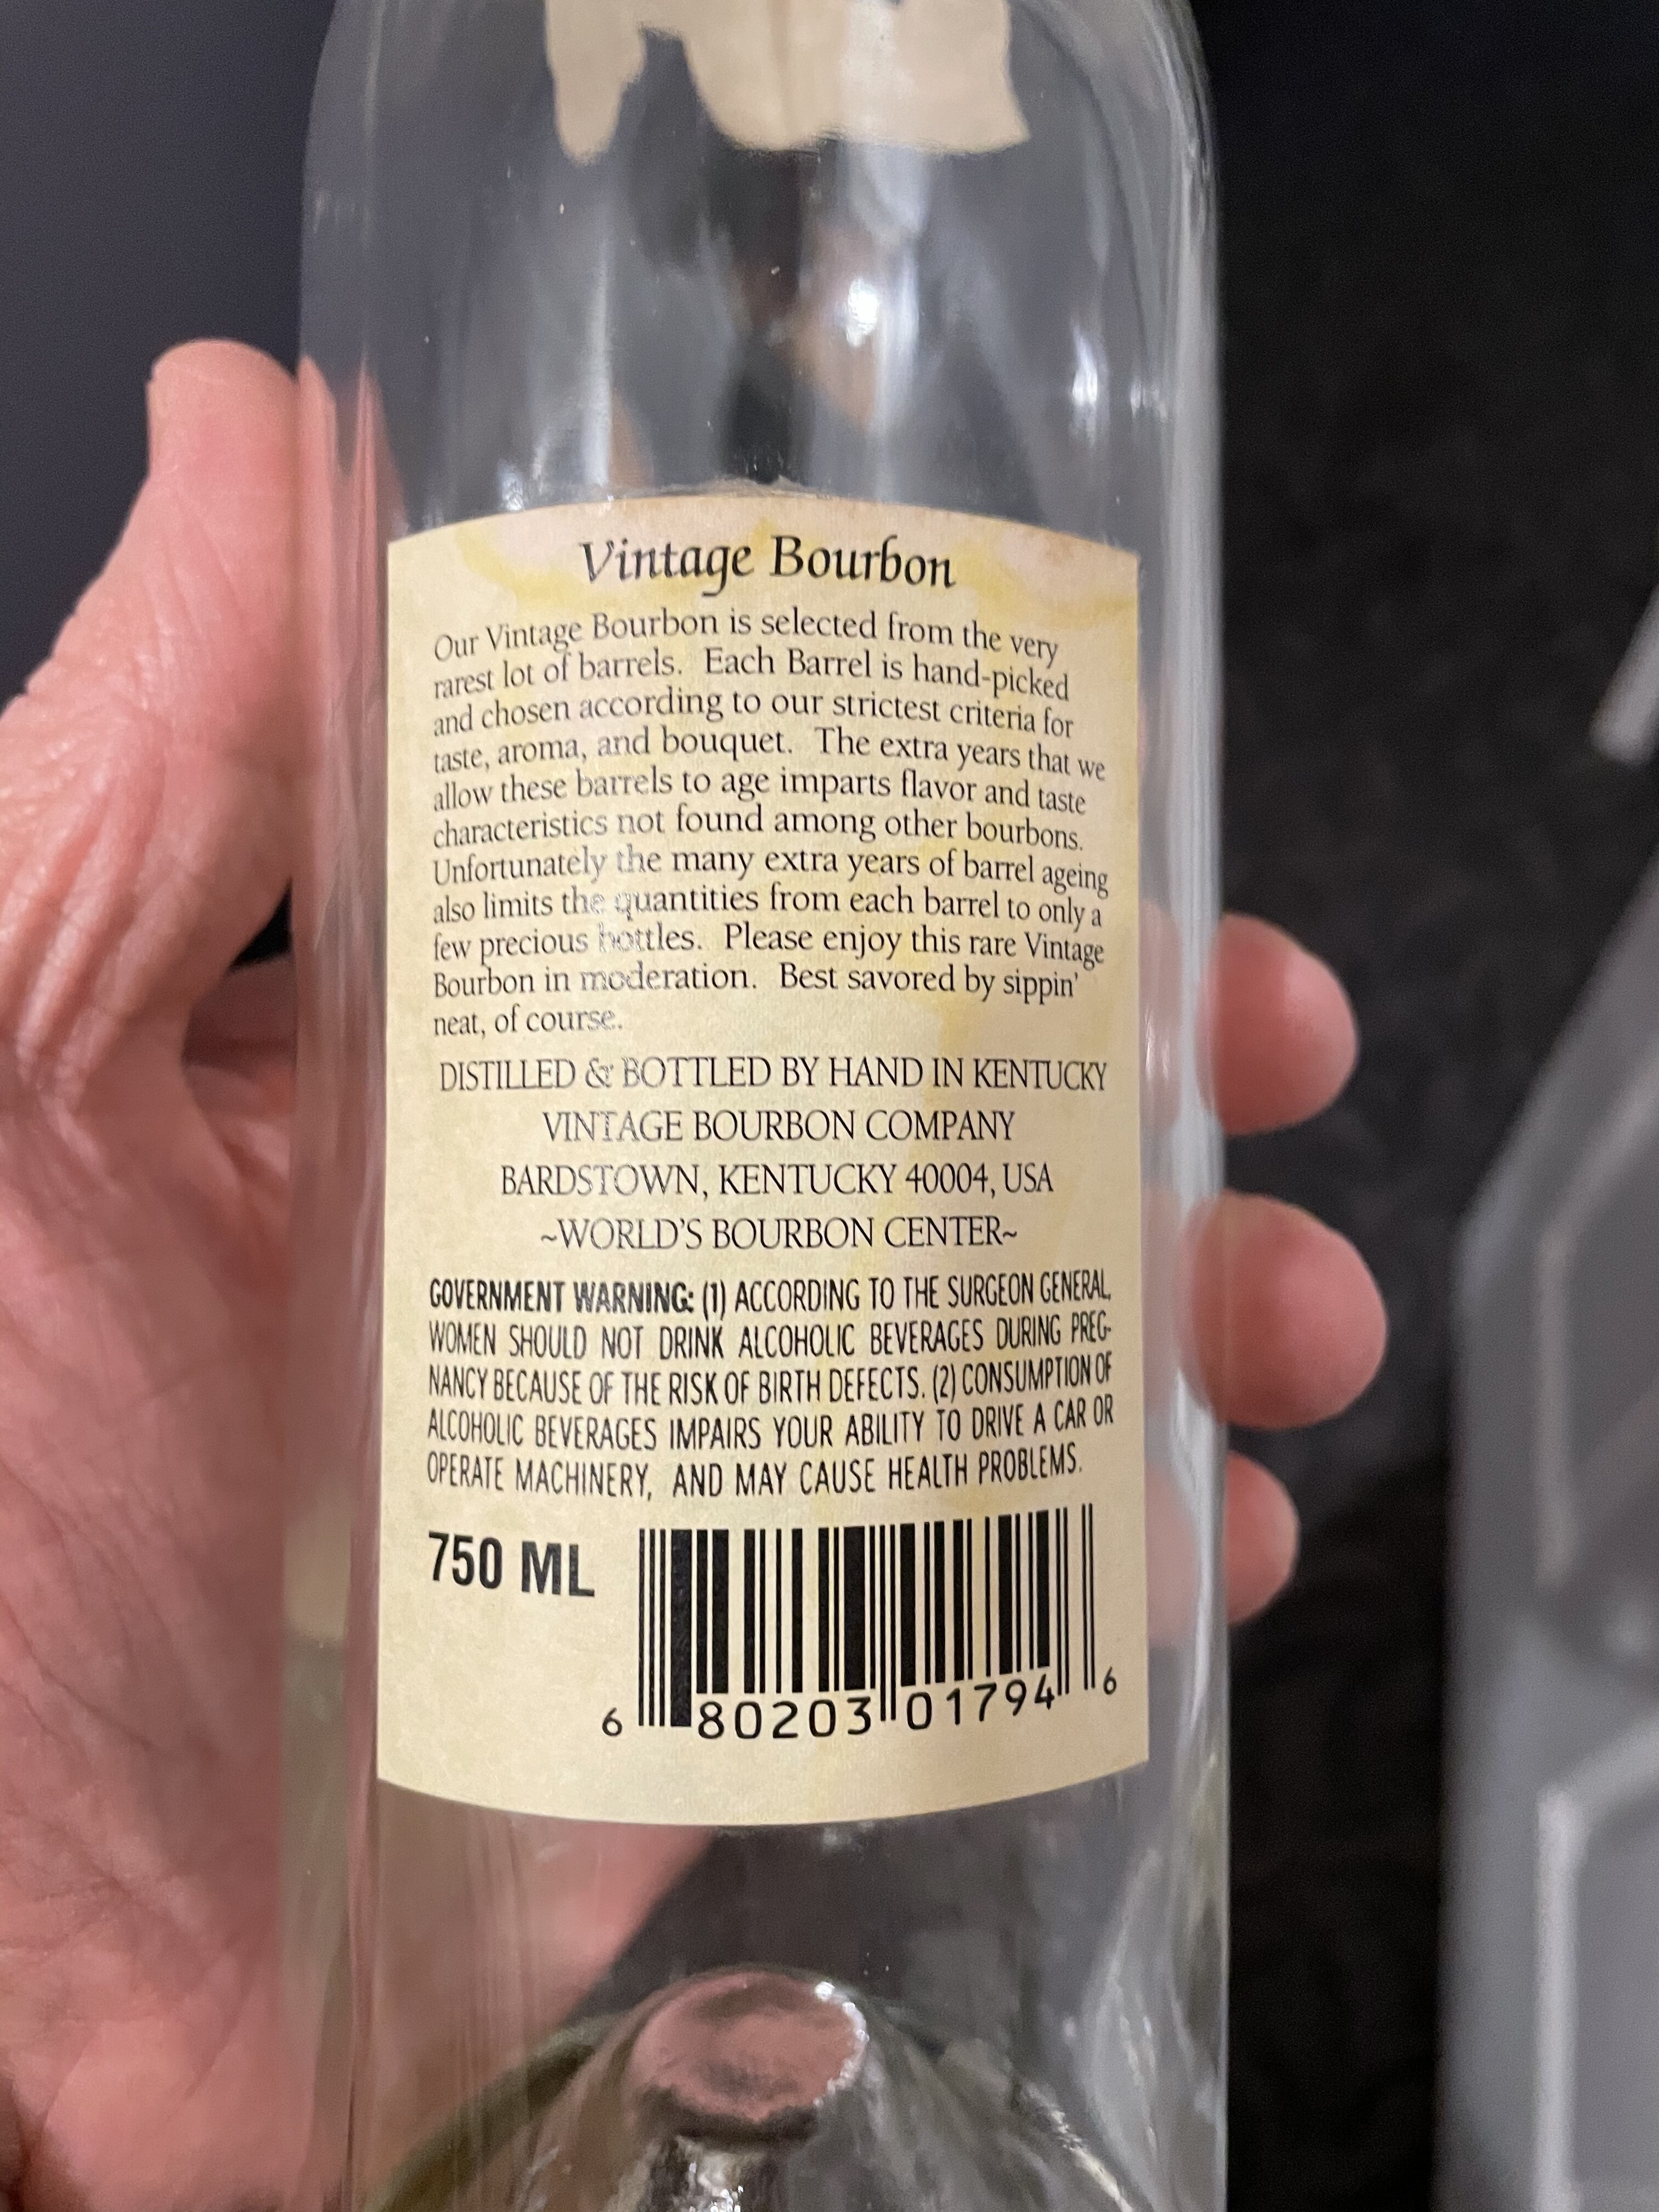 Vintage Bourbon
Our Vintage Bourbon is selected from the very
rarest lot of barrels. Each Barrel is hand-picked
and chosen according to our strictest criteria for
taste, aroma, and bouquet. The extra years that we
allow these barrels to age imparts flavor and taste
characteristics not found among other bourbons.
Unfortunately the many extra years of barrel ageing
also limits the quantities from each barrel to only a
few precious bottles. Please enjoy this rare Vintage
Bourbon in moderation. Best savored by sippin'
neat, of course.
DISTILLED & BOTTLED BY HAND IN KENTUCKY
VINTAGE BOURBON COMPANY
BARDSTOWN, KENTUCKY 40004, USA
~WORLD'S BOURBON CENTER~
GOVERNMENT WARNING: (1) ACCORDING TO THE SURGEON GENERAL,
WOMEN SHOULD NOT DRINK ALCOHOLIC BEVERAGES DURING PREG-
NANCY BECAUSE OF THE RISK OF BIRTH DEFECTS. (2) CONSUMPTION OF
ALCOHOLIC BEVERAGES IMPAIRS YOUR ABILITY TO DRIVE A CAR OR
OPERATE MACHINERY, AND MAY CAUSE HEALTH PROBLEMS.
750 ML
6 80203 01794 6